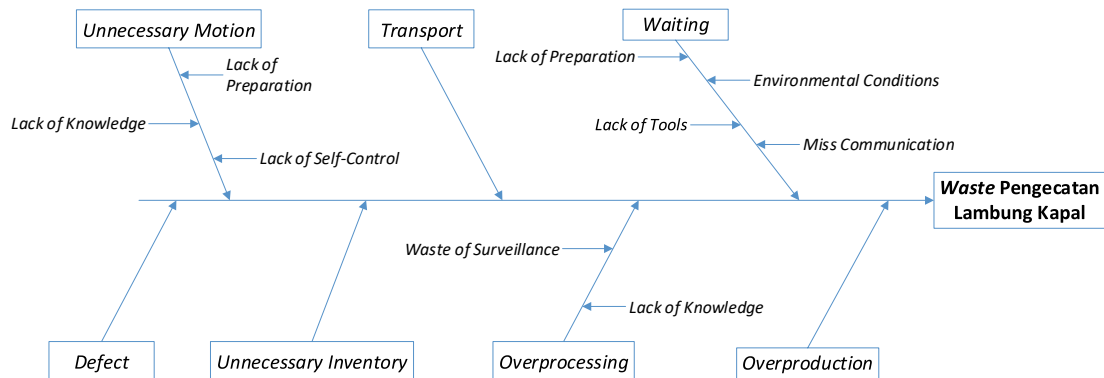 Unnecessary Motion
Transport
Waiting
Lack of
Preparation
Lack of Preparation
Environmental Conditions
Lack of Knowledge
Lack of Tools
Miss Communication
Lack of Self-Control
Waste Pengecatan
Lambung Kapal
Waste of Surveillance
Lack of Knowledge
Defect
Unnecessary Inventory
Overprocessing
Overproduction